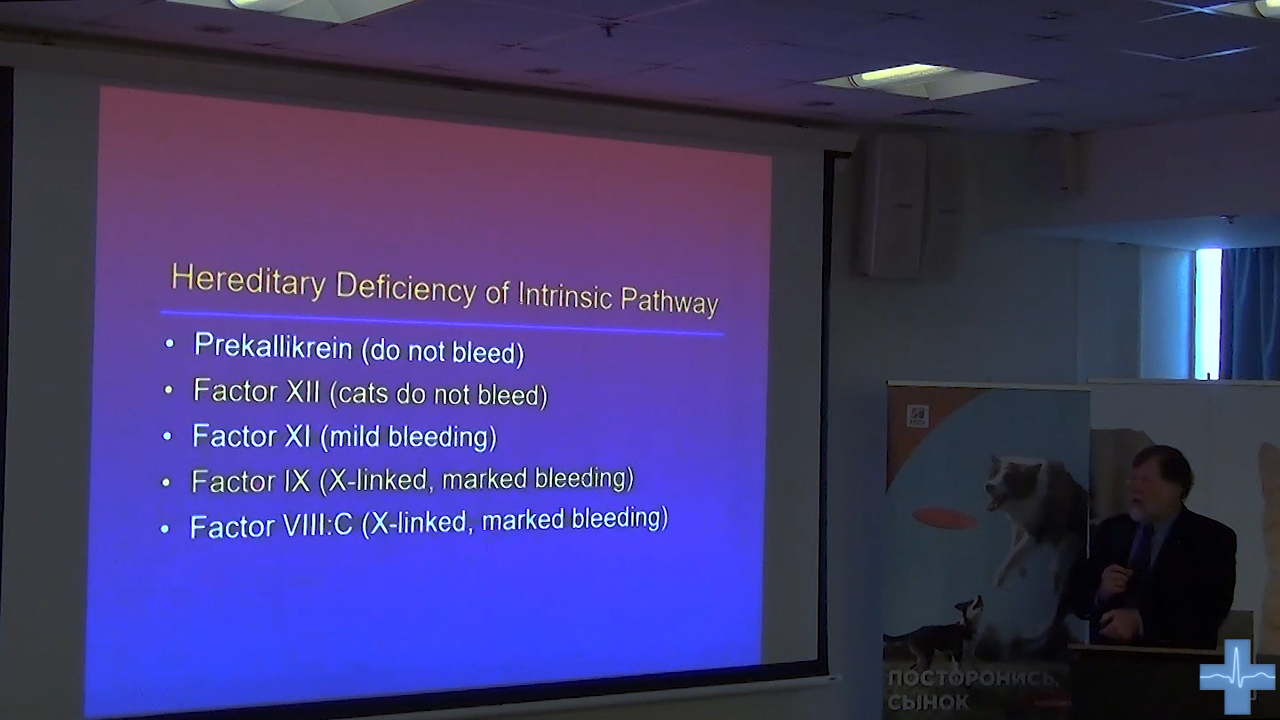 Hereditary Deficiency of Intrinsic Pathway
• Prekallikrein (do not bleed)
• Factor XII (cats do not bleed)
• Factor XI (mild bleeding)
• Factor IX (X-linked, marked bleeding)
• Factor VIII:C (X-linked, marked bleeding)
ПОСТОРОНИСЬ,
СЫНОК